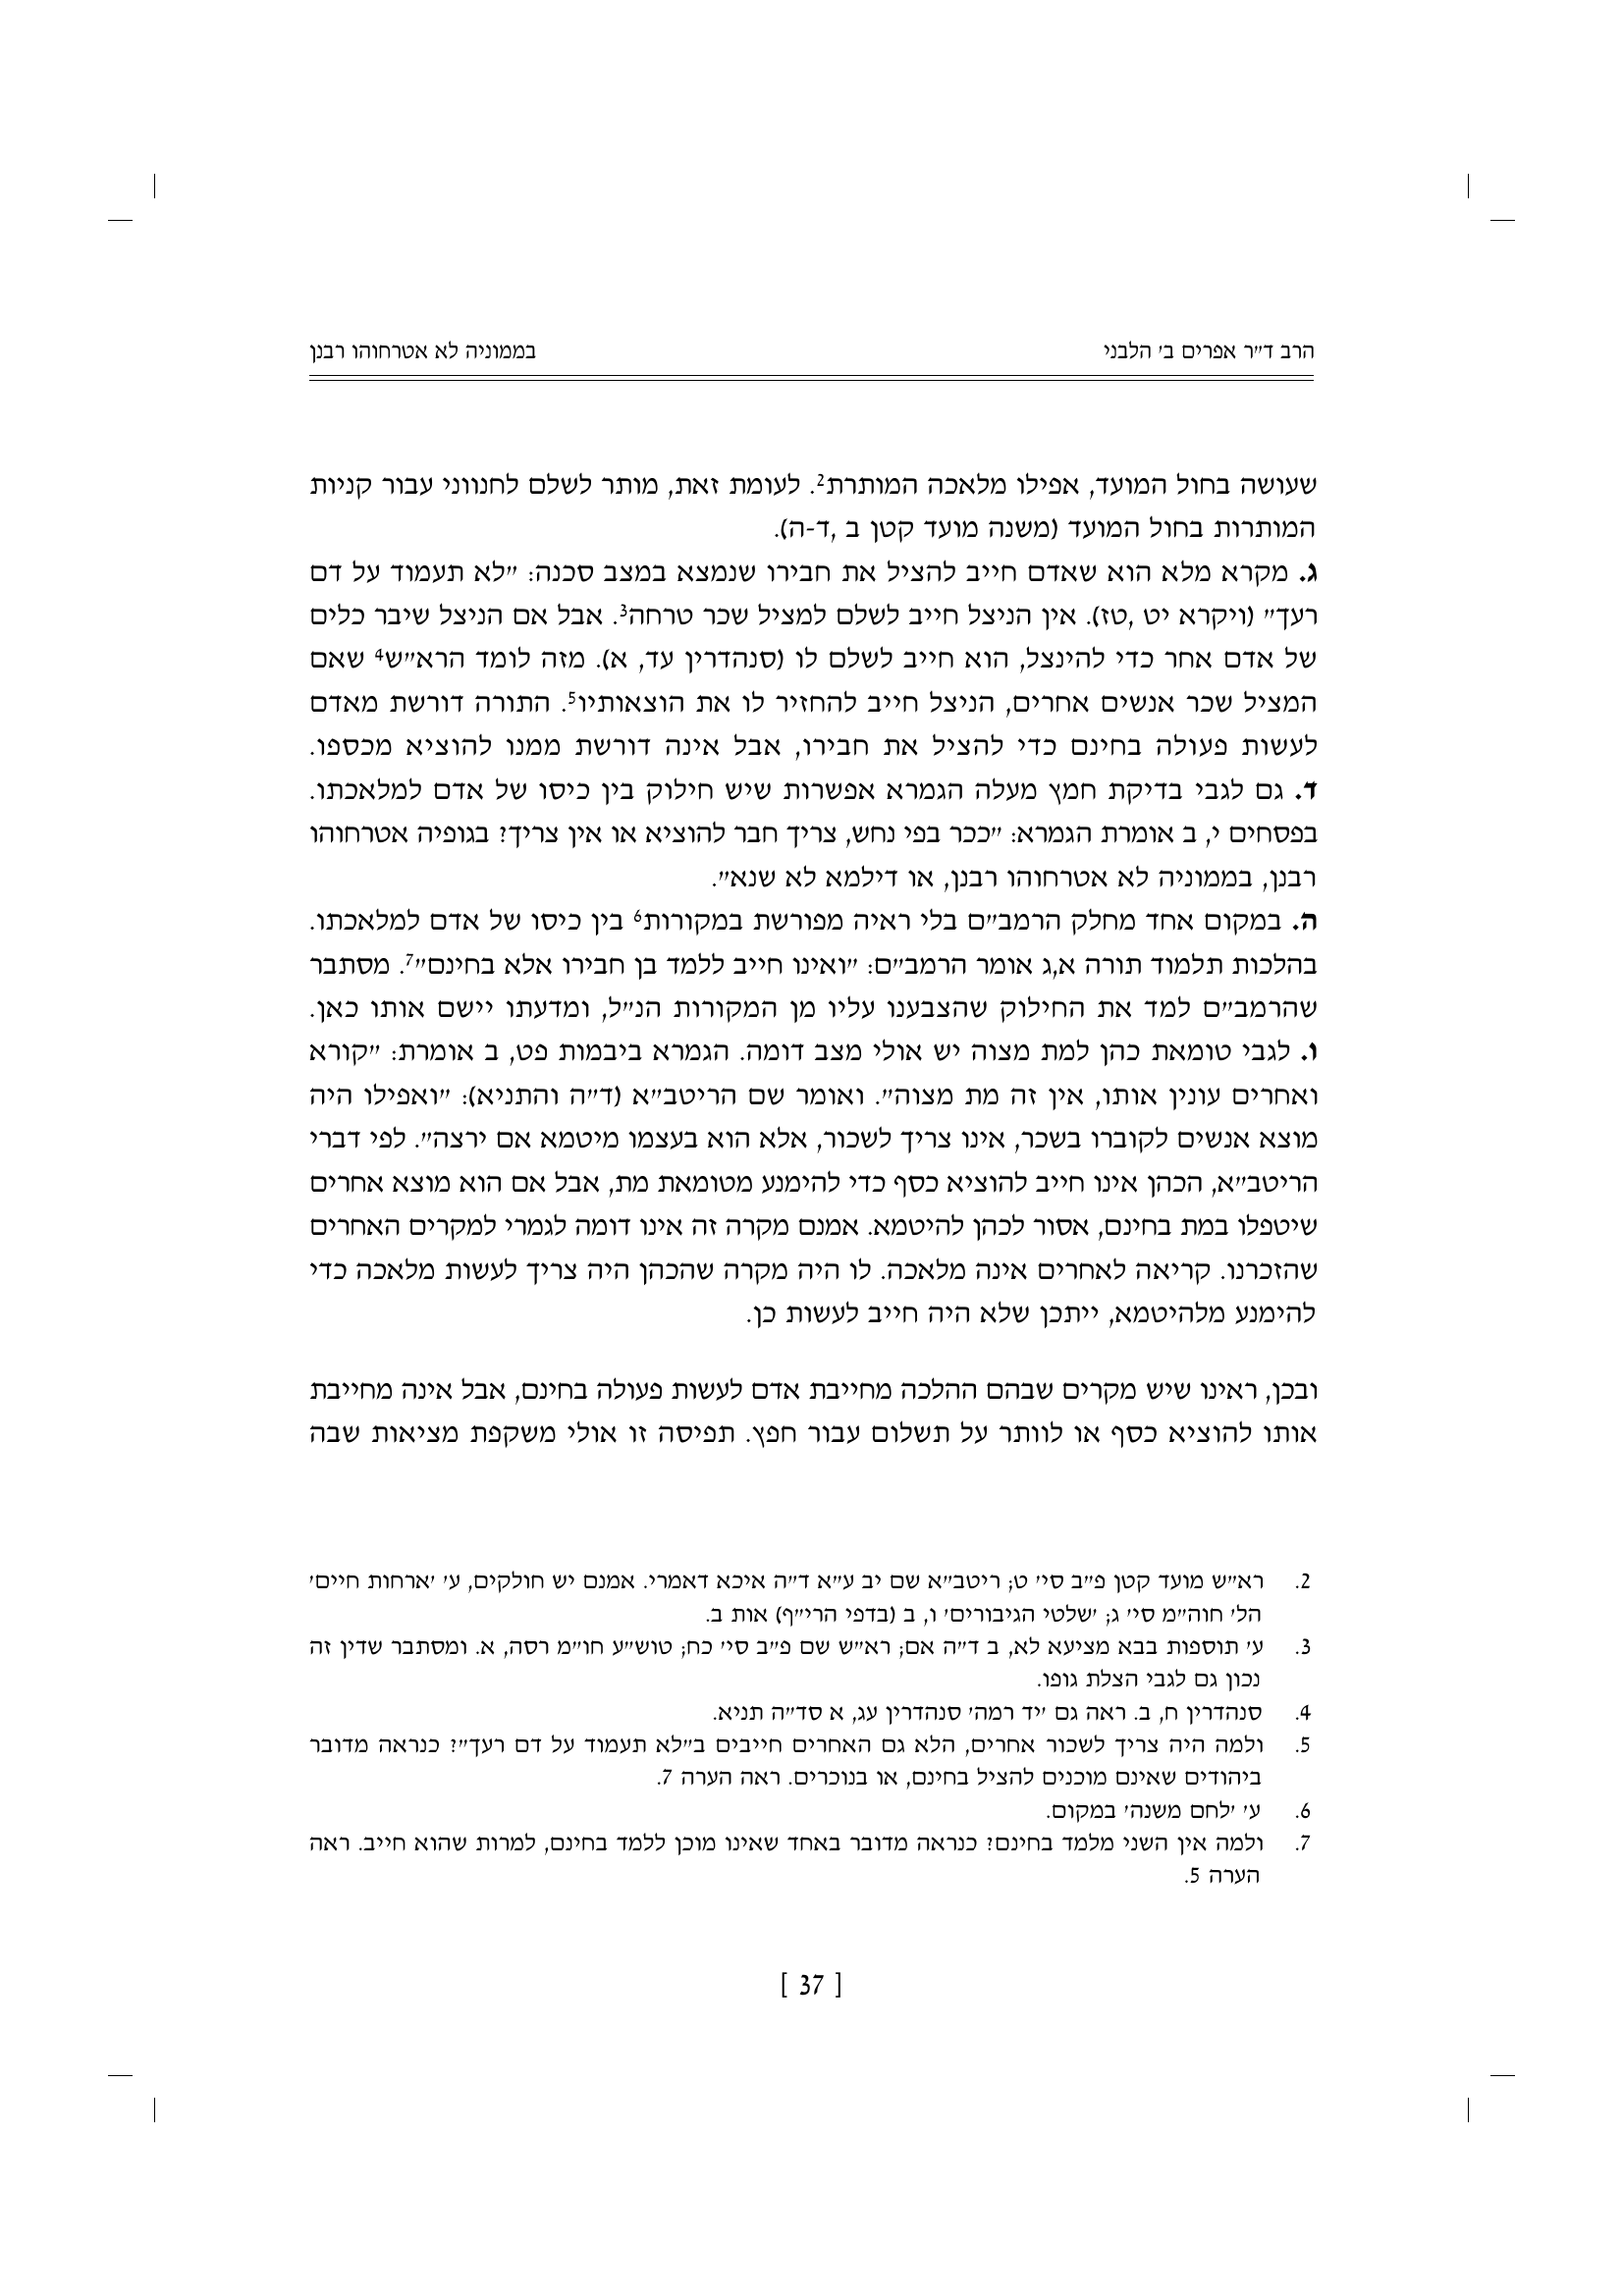 הרב ד״ר אפרים ב׳ הלבני
בממוניה לא אטרחוהו רבנן
שעושה בחול המועד, אפילו מלאכה המותרת². לעומת זאת, מותר לשלם לחנווני עבור קניות
המותרות בחול המועד (משנה מועד קטן ב ,ד-ה).
ג. מקרא מלא הוא שאדם חייב להציל את חבירו שנמצא במצב סכנה: ״לא תעמוד על דם
רעך״ (ויקרא יט ,טז). אין הניצל חייב לשלם למציל שכר טרחה³. אבל אם הניצל שיבר כלים
של אדם אחר כדי להינצל, הוא חייב לשלם לו (סנהדרין עד, א). מזה לומד הרא״ש⁴ שאם
המציל שכר אנשים אחרים, הניצל חייב להחזיר לו את הוצאותיו⁵. התורה דורשת מאדם
לעשות פעולה בחינם כדי להציל את חבירו, אבל אינה דורשת ממנו להוציא מכספו.
ד. גם לגבי בדיקת חמץ מעלה הגמרא אפשרות שיש חילוק בין כיסו של אדם למלאכתו.
בפסחים י, ב אומרת הגמרא: ״ככר בפי נחש, צריך חבר להוציא או אין צריך? בגופיה אטרחוהו
רבנן, בממוניה לא אטרחוהו רבנן, או דילמא לא שנא״.
ה. במקום אחד מחלק הרמב״ם בלי ראיה מפורשת במקורות⁶ בין כיסו של אדם למלאכתו.
בהלכות תלמוד תורה א,ג אומר הרמב״ם: ״ואינו חייב ללמד בן חבירו אלא בחינם״⁷. מסתבר
שהרמב״ם למד את החילוק שהצבענו עליו מן המקורות הנ״ל, ומדעתו יישם אותו כאן.
ו. לגבי טומאת כהן למת מצוה יש אולי מצב דומה. הגמרא ביבמות פט, ב אומרת: ״קורא
ואחרים עונין אותו, אין זה מת מצוה״. ואומר שם הריטב״א (ד״ה והתניא): ״ואפילו היה
מוצא אנשים לקוברו בשכר, אינו צריך לשכור, אלא הוא בעצמו מיטמא אם ירצה״. לפי דברי
הריטב״א, הכהן אינו חייב להוציא כסף כדי להימנע מטומאת מת, אבל אם הוא מוצא אחרים
שיטפלו במת בחינם, אסור לכהן להיטמא. אמנם מקרה זה אינו דומה לגמרי למקרים האחרים
שהזכרנו. קריאה לאחרים אינה מלאכה. לו היה מקרה שהכהן היה צריך לעשות מלאכה כדי
להימנע מלהיטמא, ייתכן שלא היה חייב לעשות כן.
ובכן, ראינו שיש מקרים שבהם ההלכה מחייבת אדם לעשות פעולה בחינם, אבל אינה מחייבת
אותו להוציא כסף או לוותר על תשלום עבור חפץ. תפיסה זו אולי משקפת מציאות שבה
2. רא״ש מועד קטן פ״ב סי׳ ט; ריטב״א שם יב ע״א ד״ה איכא דאמרי. אמנם יש חולקים, ע׳ ׳ארחות חיים׳
הל׳ חוה״מ סי׳ ג; ׳שלטי הגיבורים׳ ו, ב (בדפי הרי״ף) אות ב.
3. ע׳ תוספות בבא מציעא לא, ב ד״ה אם; רא״ש שם פ״ב סי׳ כח; טוש״ע חו״מ רסה, א. ומסתבר שדין זה
נכון גם לגבי הצלת גופו.
4. סנהדרין ח, ב. ראה גם ׳יד רמה׳ סנהדרין עג, א סד״ה תניא.
5. ולמה היה צריך לשכור אחרים, הלא גם האחרים חייבים ב״לא תעמוד על דם רעך״? כנראה מדובר
ביהודים שאינם מוכנים להציל בחינם, או בנוכרים. ראה הערה 7.
6. ע׳ ׳לחם משנה׳ במקום.
7. ולמה אין השני מלמד בחינם? כנראה מדובר באחד שאינו מוכן ללמד בחינם, למרות שהוא חייב. ראה
הערה 5.
[ 37 ]